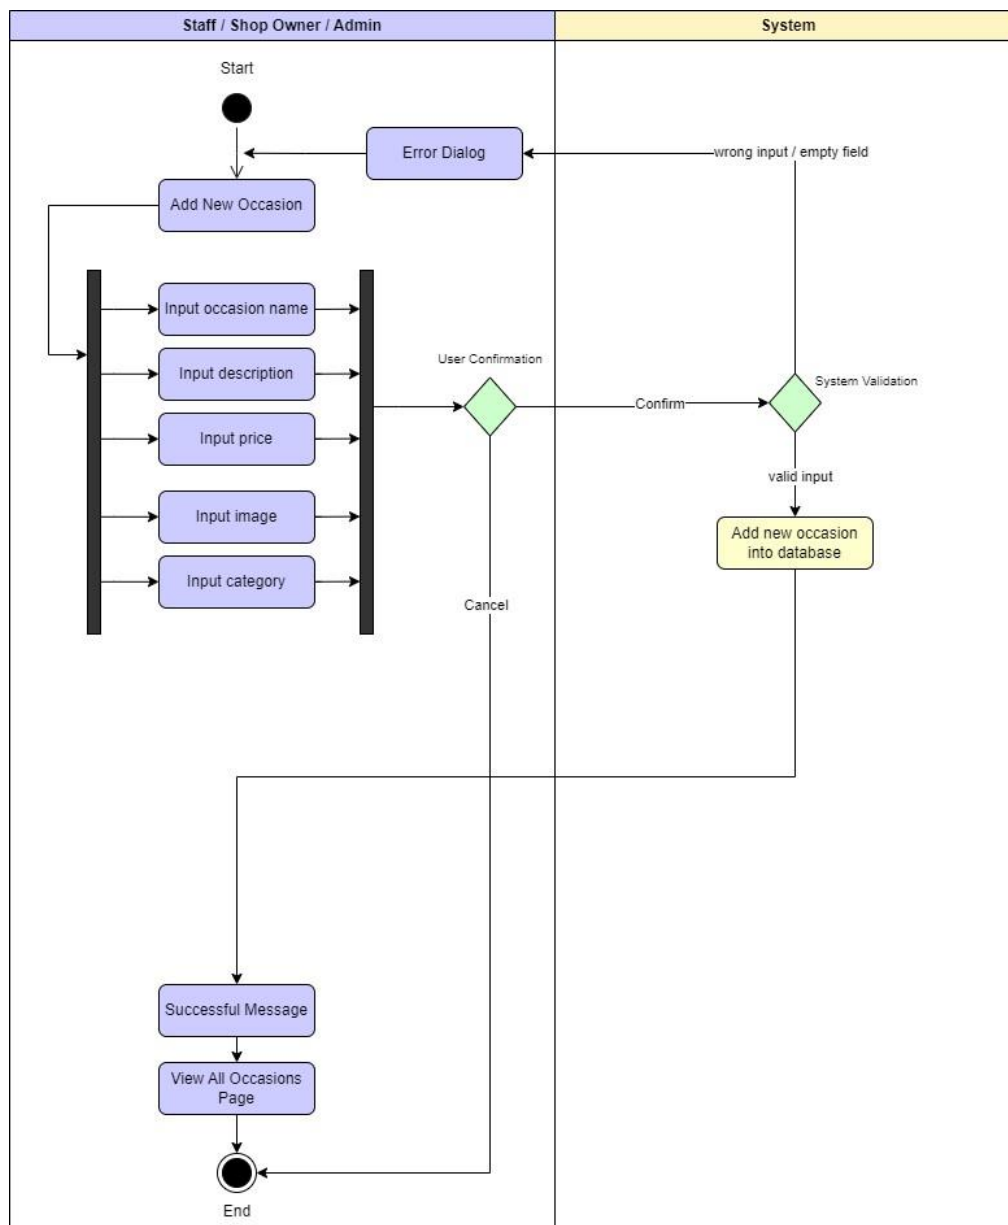 Staff / Shop Owner / Admin
System
Start
Error Dialog
wrong input / empty field
Add New Occasion
Input occasion name
Input description
Input price
Input image
Input category
User Confirmation
Confirm
System Validation
valid input
Add new occasion
into database
Cancel
Successful Message
View All Occasions
Page
End